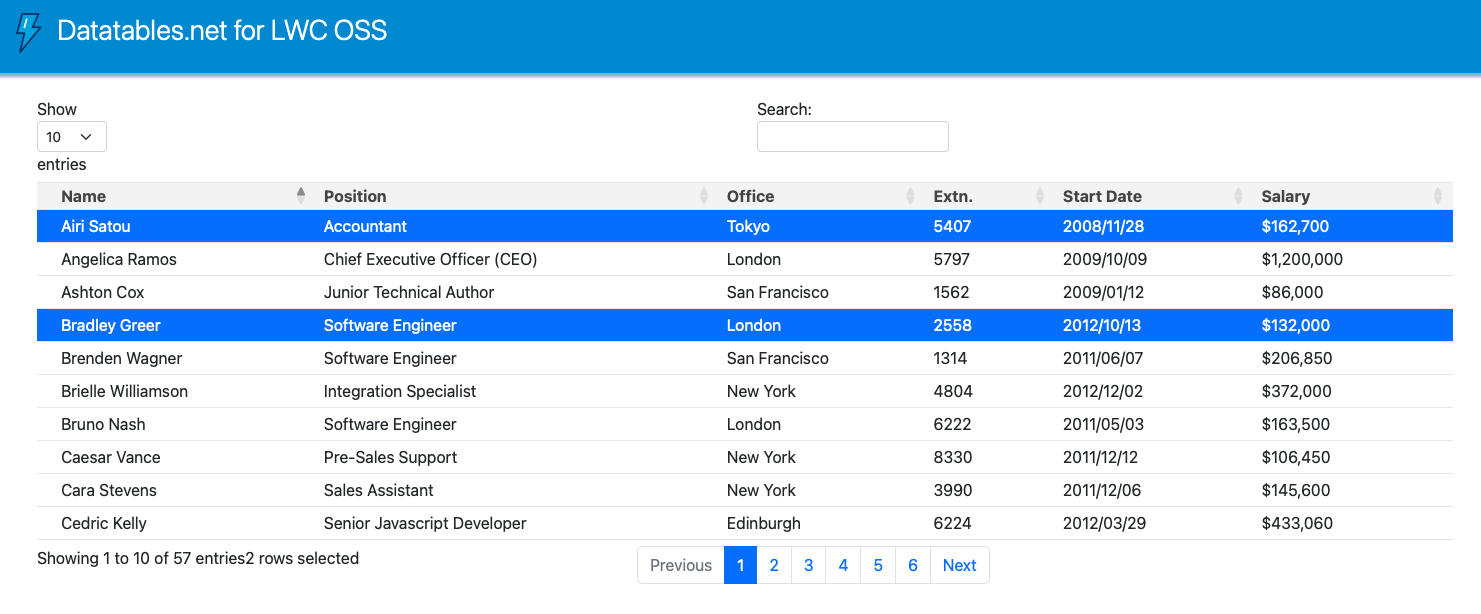 Datatables.net for LWC OSS
Show
10
entries
Search:
Name Position Office Extn. Start Date Salary
Airi Satou Accountant Tokyo 5407 2008/11/28 $162,700
Angelica Ramos Chief Executive Officer (CEO) London 5797 2009/10/09 $1,200,000
Ashton Cox Junior Technical Author San Francisco 1562 2009/01/12 $86,000
Bradley Greer Software Engineer London 2558 2012/10/13 $132,000
Brenden Wagner Software Engineer San Francisco 1314 2011/06/07 $206,850
Brielle Williamson Integration Specialist New York 4804 2012/12/02 $372,000
Bruno Nash Software Engineer London 6222 2011/05/03 $163,500
Caesar Vance Pre-Sales Support New York 8330 2011/12/12 $106,450
Cara Stevens Sales Assistant New York 3990 2011/12/06 $145,600
Cedric Kelly Senior Javascript Developer Edinburgh 6224 2012/03/29 $433,060
Showing 1 to 10 of 57 entries2 rows selected
Previous 1 2 3 4 5 6 Next